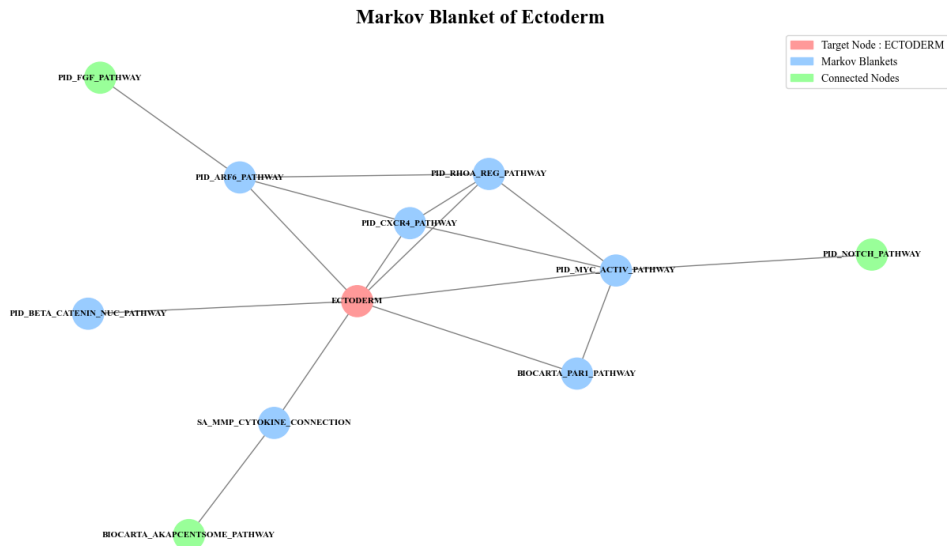 Markov Blanket of Ectoderm
Target Node : ECTODERM
Markov Blankets
Connected Nodes
PID_FGF_PATHWAY
PID_ARF6_PATHWAY
PID_RHOA_REG_PATHWAY
PID_CXCR4_PATHWAY
PID_NOTCH_PATHWAY
PID_MYC_ACTIV_PATHWAY
ECTODERM
PID_BETA_CATENIN_NUC_PATHWAY
BIOCARTA_PAR1_PATHWAY
SA_MMP_CYTOKINE_CONNECTION
BIOCARTA_AKAPCENTSOME_PATHWAY